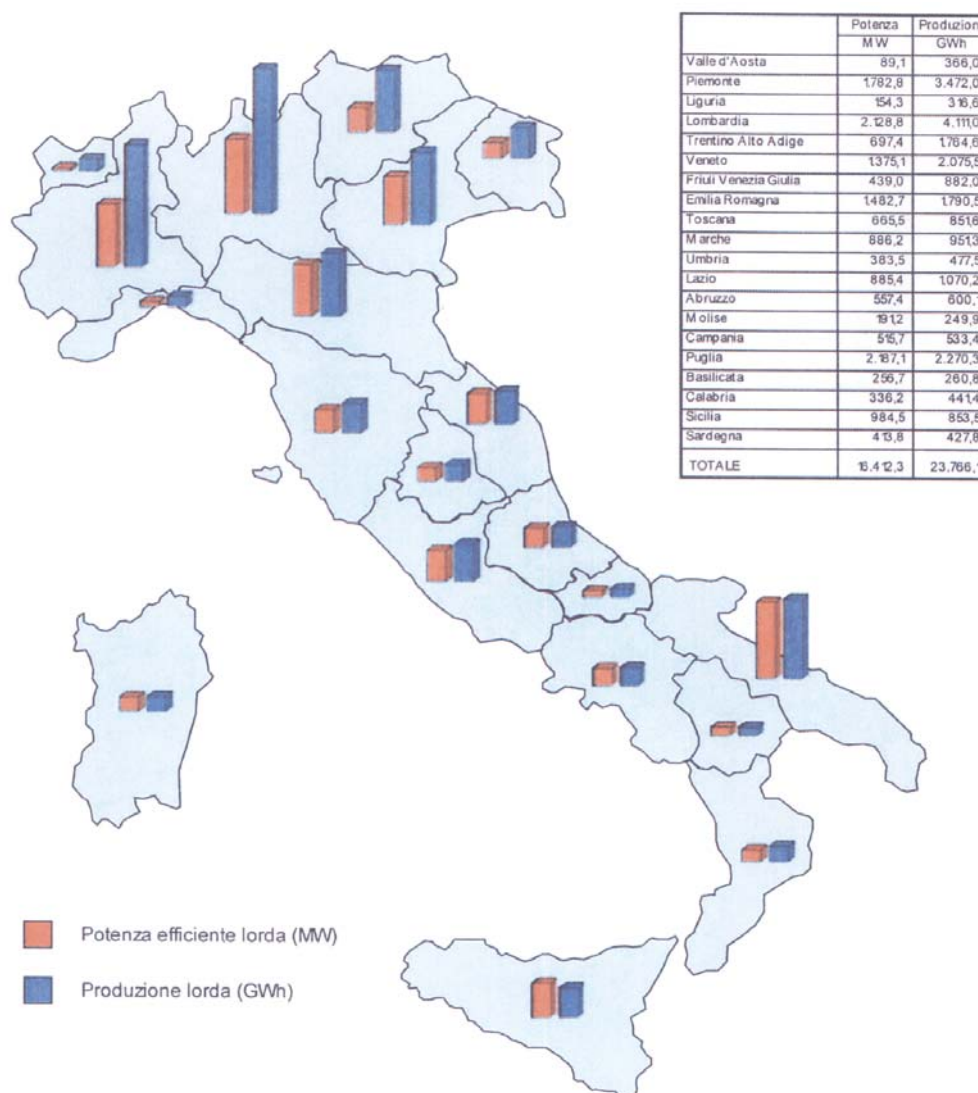 Potenza Produzion
MW GWh
Valle d'Aosta 89,1 366,0
Piemonte 1.782,8 3.472,0
Liguria 154,3 316,6
Lombardia 2.128,8 4.111,0
Trentino Alto Adige 697,4 1.764,6
Veneto 1.375,1 2.075,5
Friuli Venezia Giulia 439,0 882,0
Emilia Romagna 1.482,7 1.790,5
Toscana 665,5 851,6
Marche 886,2 951,3
Umbria 383,5 477,5
Lazio 885,4 1.070,2
Abruzzo 557,4 600,
Molise 191,2 249,9
Campania 515,7 533,4
Puglia 2.187,1 2.270,3
Basilicata 256,7 260,8
Calabria 336,2 441,4
Sicilia 984,5 853,5
Sardegna 413,8 427,8
TOTALE 16.412,3 23.766,
Potenza efficiente lorda (MW)
Produzione lorda (GWh)